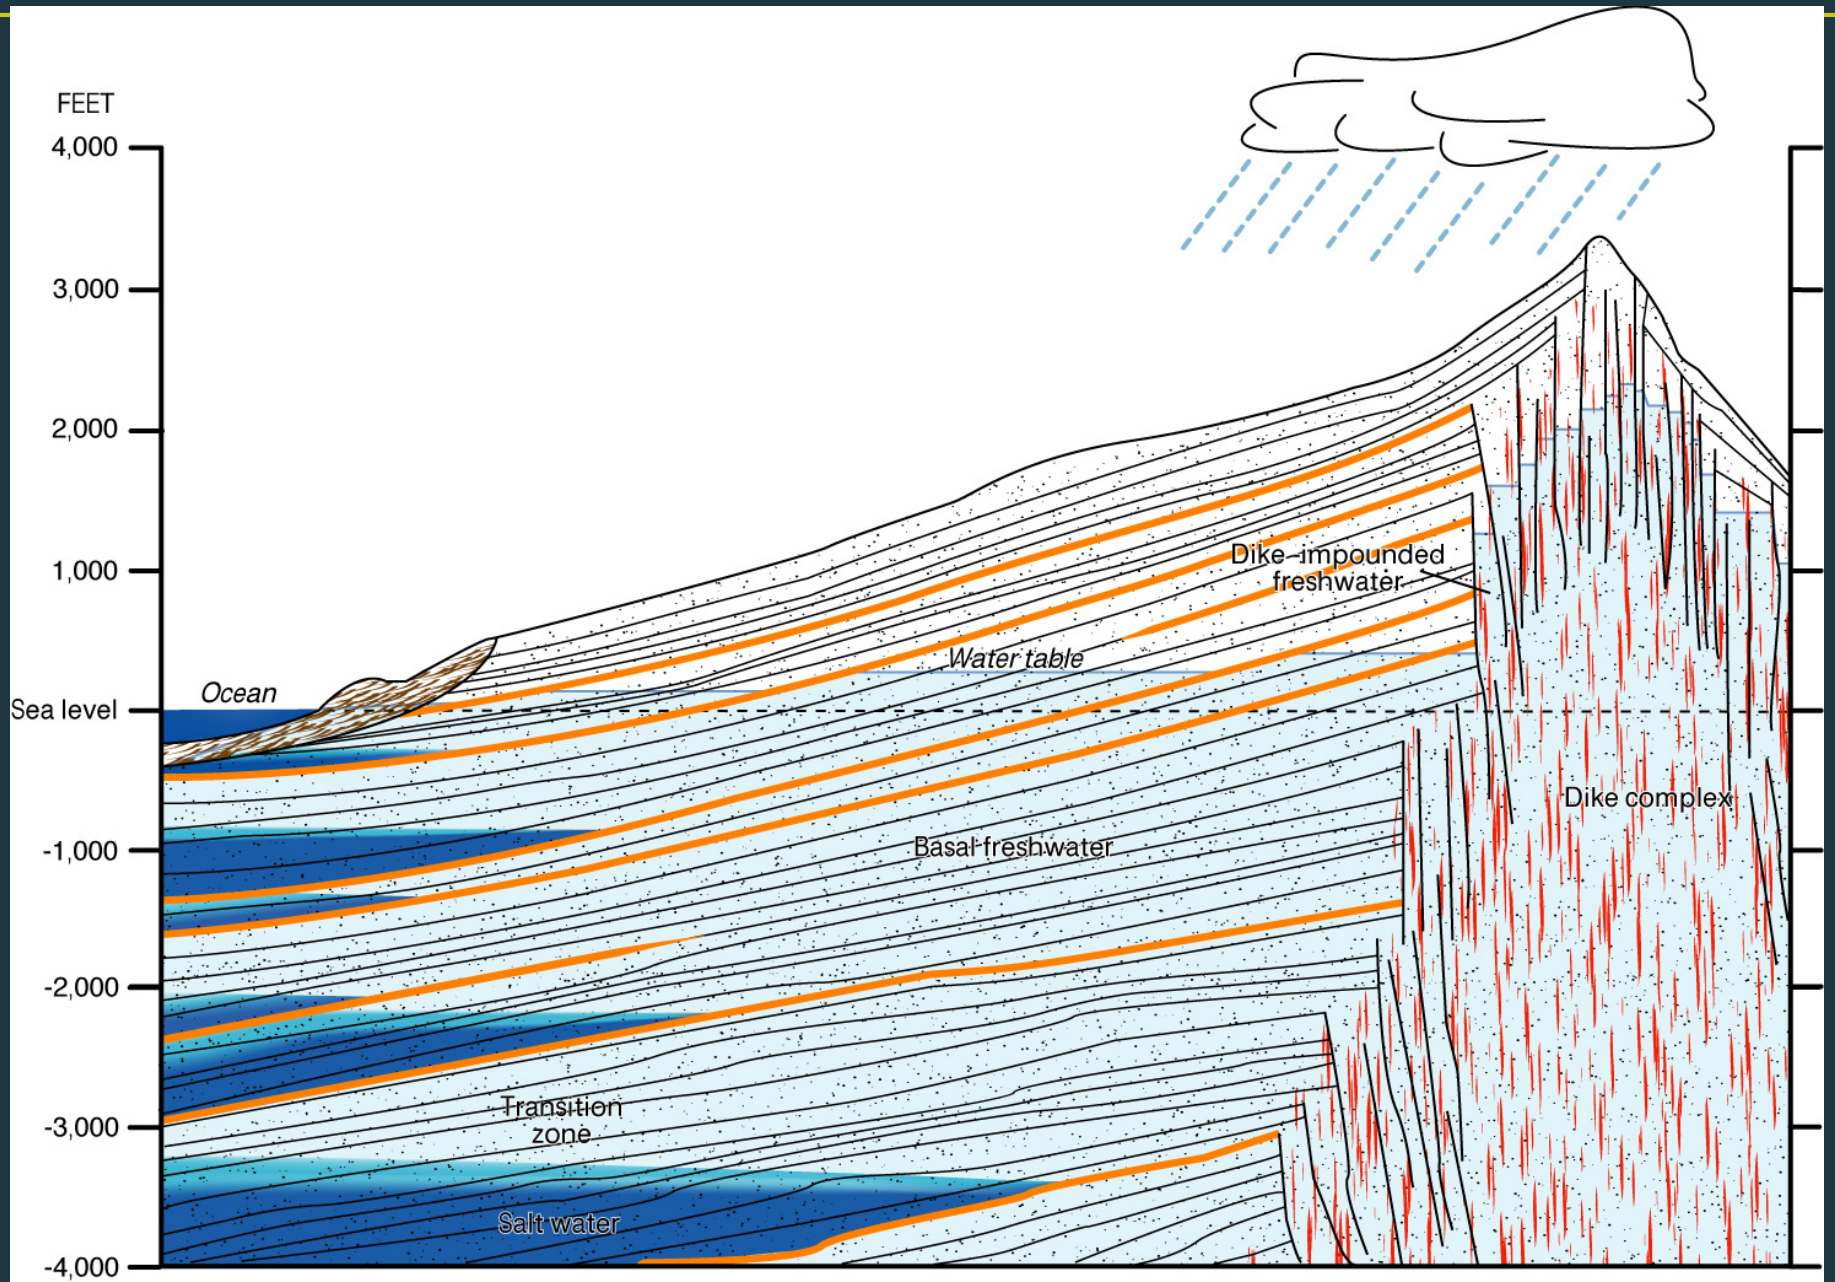 FEET
4,000
3,000
2,000
1,000
Dike-impounded
freshwater
Water table
Ocean
Sea level
Dike complex
Basal freshwater
-1,000
-2,000
Transition
zone
-3,000
Salt water
-4,000